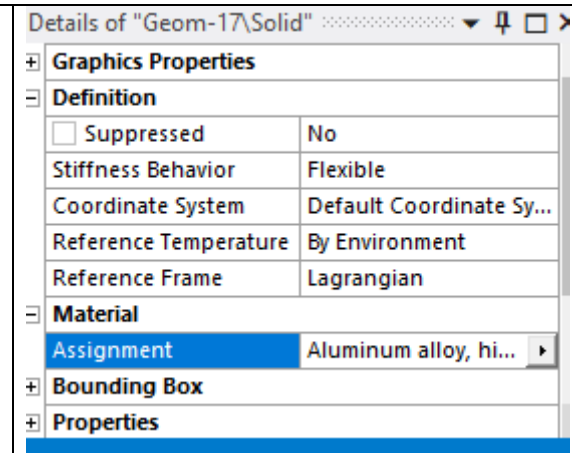 Details of "Geom-17\Solid"
Graphics Properties
Definition
Suppressed No
Stiffness Behavior Flexible
Coordinate System Default Coordinate Sy...
Reference Temperature By Environment
Reference Frame Lagrangian
Material
Assignment Aluminum alloy, hi...
Bounding Box
Properties